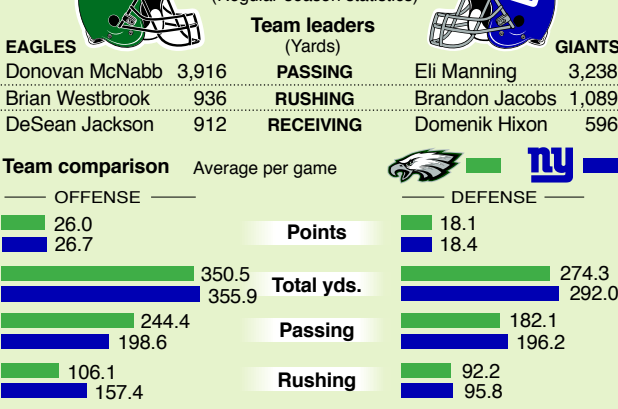 (Regular season statistics)
Team leaders
(Yards)
EAGLES GIANTS
Donovan McNabb 3,916 PASSING Eli Manning 3,238
Brian Westbrook 936 RUSHING Brandon Jacobs 1,089
DeSean Jackson 912 RECEIVING Domenik Hixon 596
Team comparison Average per game ny
OFFENSE DEFENSE
26.0 18.1
26.7 Points 18.4
350.5 274.3
355.9 Total yds. 292.0
244.4 182.1
198.6 Passing 196.2
106.1 92.2
157.4 Rushing 95.8